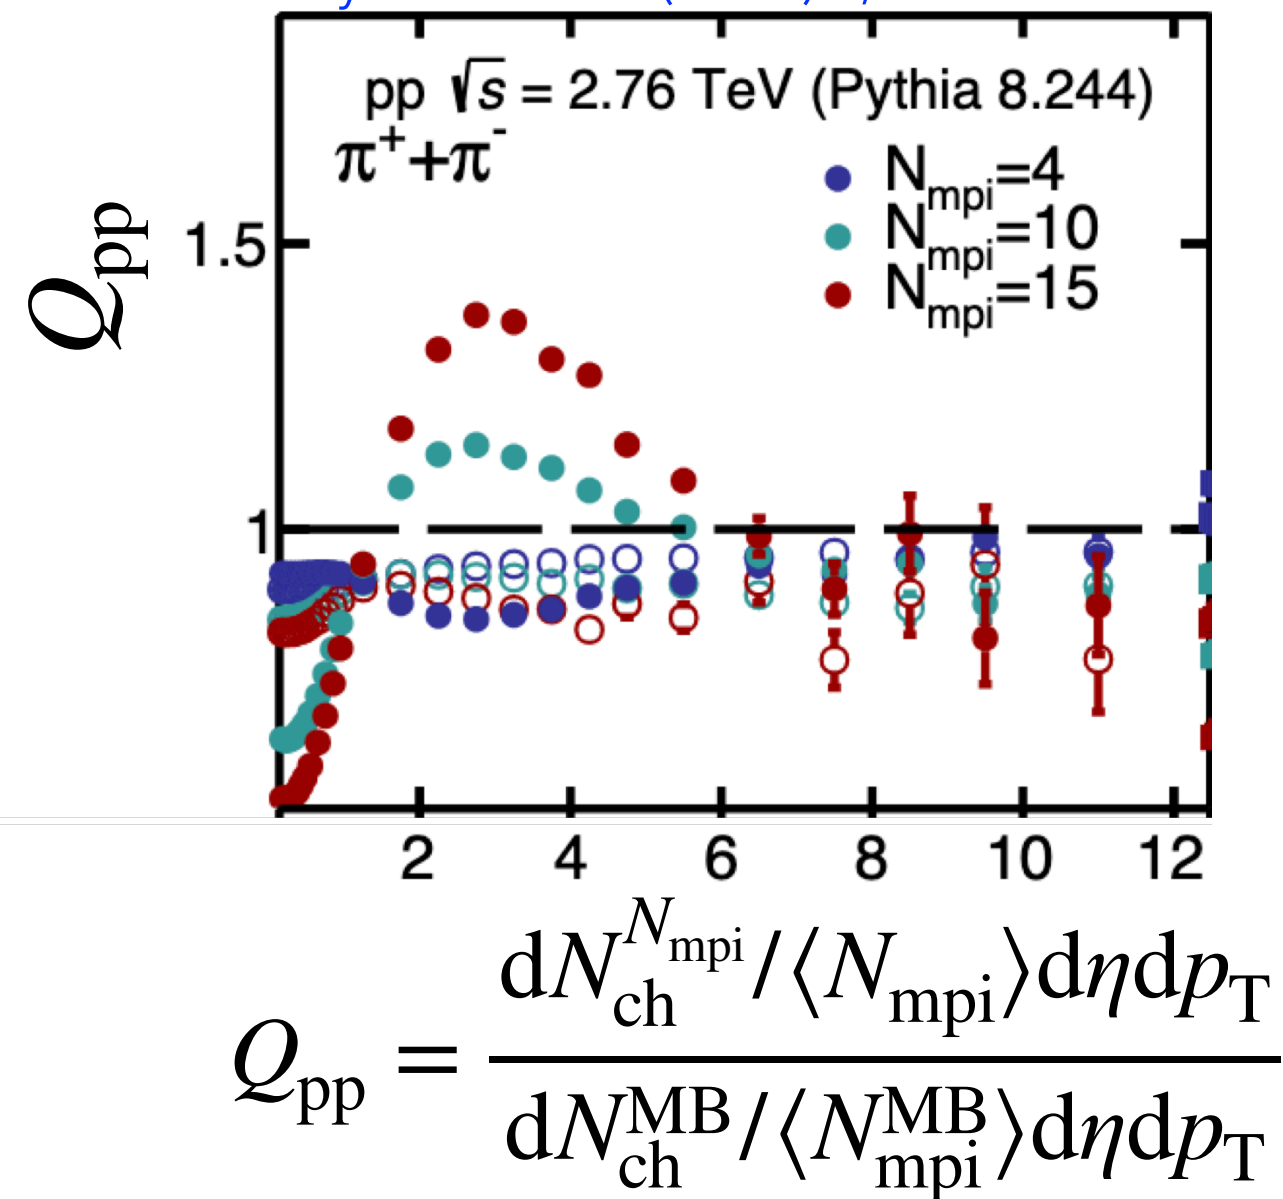 pp √s = 2.76 TeV (Pythia 8.244)
π⁺+π⁻
N_mpi=4
N_mpi=10
N_mpi=15
Q_pp
1.5
1
2 4 6 8 10 12
Q_pp = dN_ch^{N_mpi}/⟨N_mpi⟩dηdp_T
dN_ch^{MB}/⟨N_mpi^{MB}⟩dηdp_T